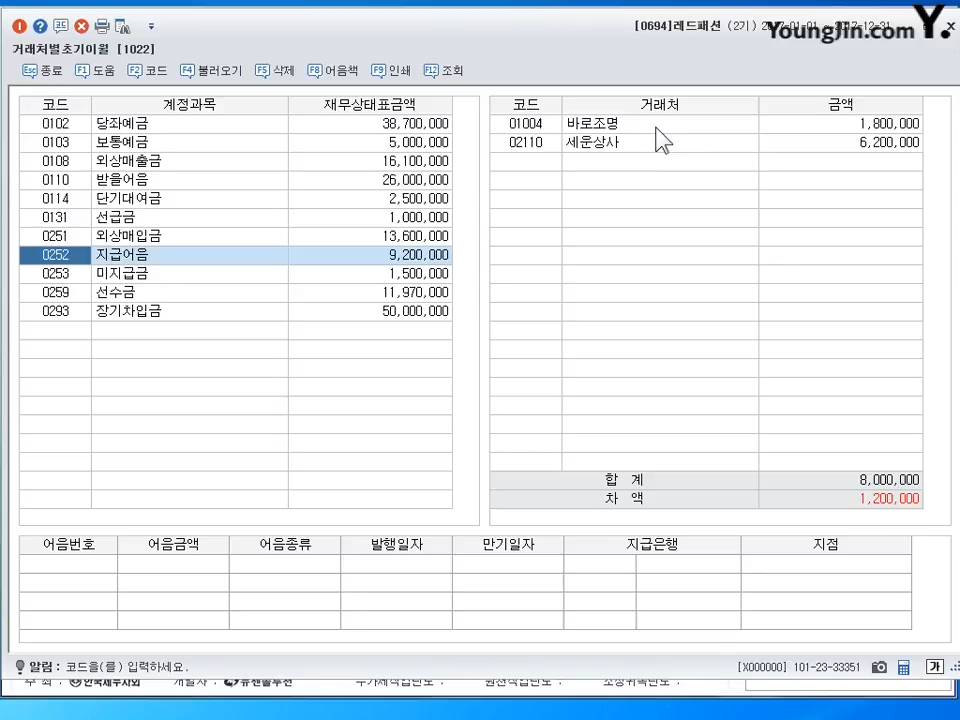 [0694]레드패션 (2기)
YoungJin.com Y.
거래처별초기이월 [1022]
Esc 종료 F1 도움 F2 코드 F4 불러오기 F5 삭제 F8 어음책 F9 인쇄 F12 조회
코드 계정과목 재무상태표금액
0102 당좌예금 38,700,000
0103 보통예금 5,000,000
0108 외상매출금 16,100,000
0110 받을어음 26,000,000
0114 단기대여금 2,500,000
0131 선급금 1,000,000
0251 외상매입금 13,600,000
0252 지급어음 9,200,000
0253 미지급금 1,500,000
0259 선수금 11,970,000
0293 장기차입금 50,000,000
코드 거래처 금액
01004 바로조명 1,800,000
02110 세운상사 6,200,000
합 계 8,000,000
차 액 1,200,000
어음번호 어음금액 어음종류 발행일자 만기일자 지급은행 지점
알림 : 코드을(를) 입력하세요.
[X000000] 101-23-33351 가